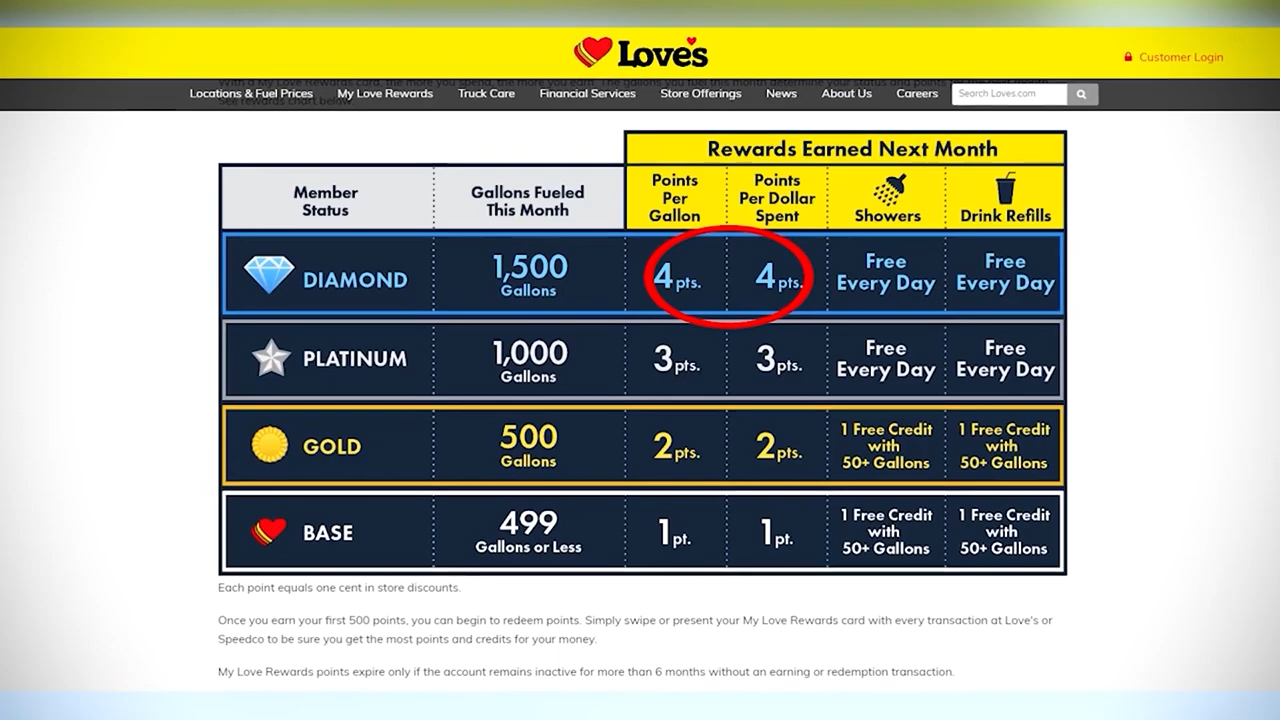 Love's
Customer Login
Locations & Fuel Prices My Love Rewards Truck Care Financial Services Store Offerings News About Us Careers Search Loves.com
See rewards chart below
Rewards Earned Next Month
Member Status Gallons Fueled This Month Points Per Gallon Points Per Dollar Spent Showers Drink Refills
DIAMOND 1,500 Gallons 4 pts. 4 pts. Free Every Day Free Every Day
PLATINUM 1,000 Gallons 3 pts. 3 pts. Free Every Day Free Every Day
GOLD 500 Gallons 2 pts. 2 pts. 1 Free Credit with 50+ Gallons 1 Free Credit with 50+ Gallons
BASE 499 Gallons or Less 1 pt. 1 pt. 1 Free Credit with 50+ Gallons 1 Free Credit with 50+ Gallons
Each point equals one cent in store discounts.
Once you earn your first 500 points, you can begin to redeem points. Simply swipe or present your My Love Rewards card with every transaction at Love's or
Speedco to be sure you get the most points and credits for your money.
My Love Rewards points expire only if the account remains inactive for more than 6 months without an earning or redemption transaction.